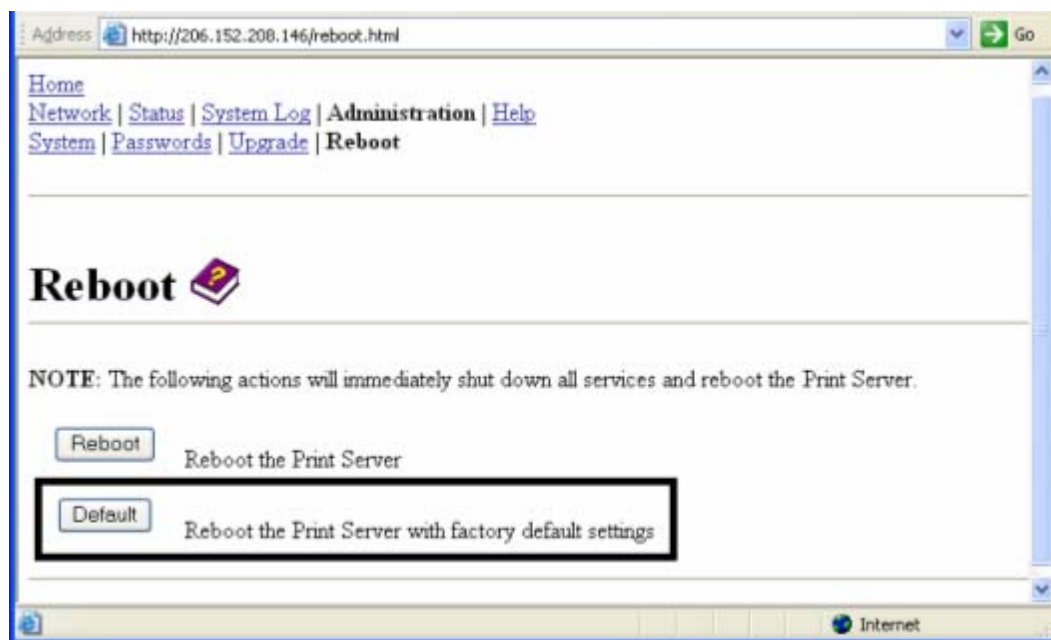 Address http://206.152.208.146/reboot.html Go
Home
Network | Status | System Log | Administration | Help
System | Passwords | Upgrade | Reboot
Reboot
NOTE: The following actions will immediately shut down all services and reboot the Print Server.
Reboot Reboot the Print Server
Default Reboot the Print Server with factory default settings
Internet